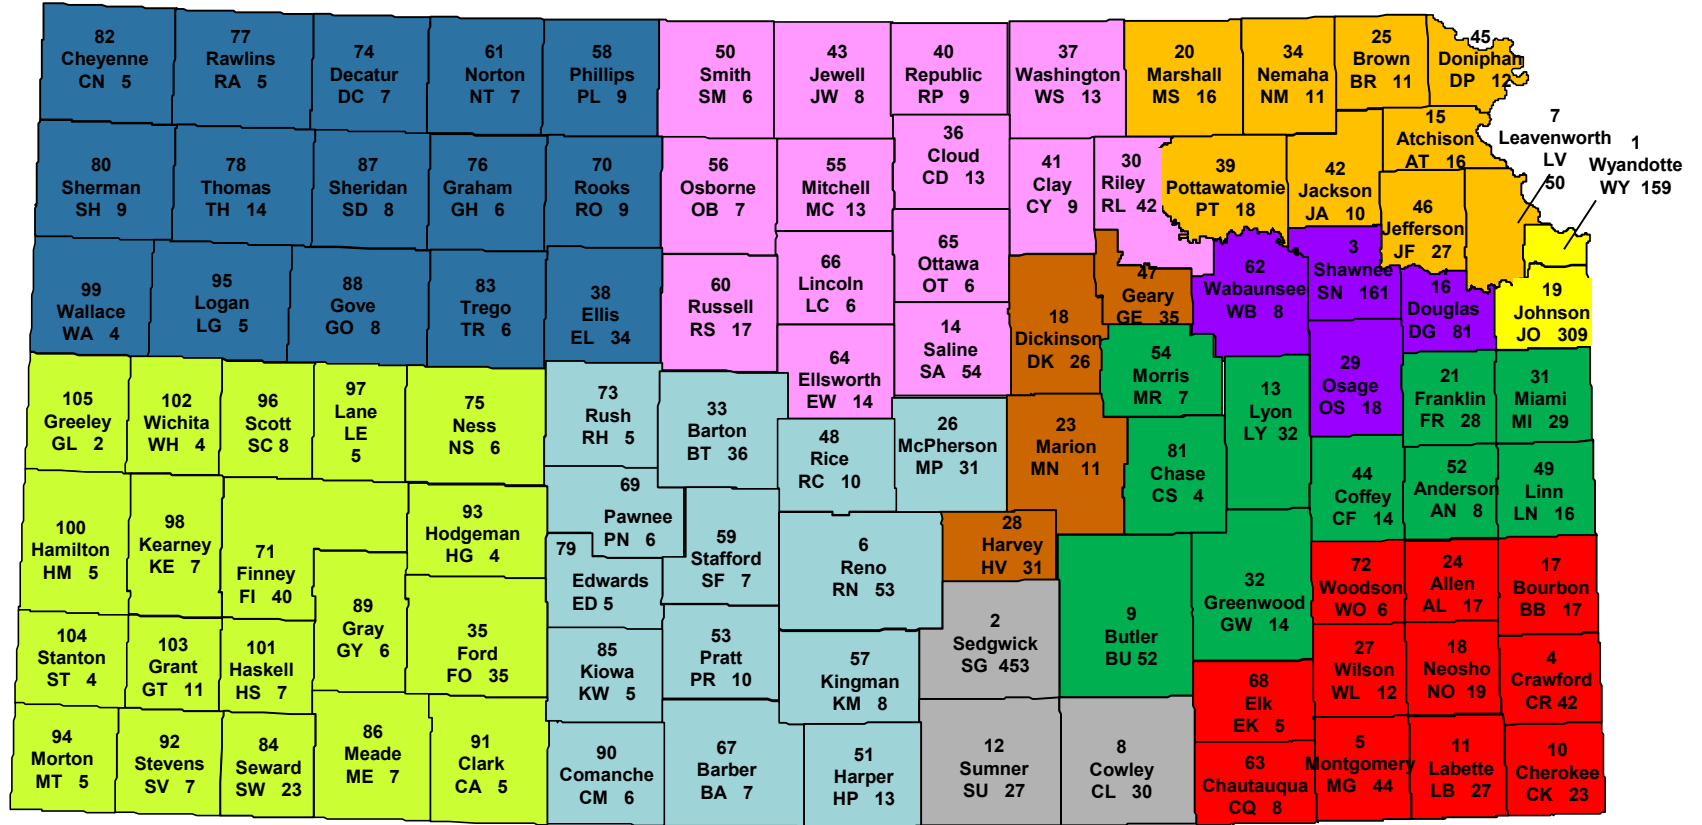 82
Cheyenne
CN 5
77
Rawlins
RA 5
74
Decatur
DC 7
61
Norton
NT 7
58
Phillips
PL 9
50
Smith
SM 6
43
Jewell
JW 8
40
Republic
RP 9
37
Washington
WS 13
20
Marshall
MS 16
34
Nemaha
NM 11
25
Brown
BR 11
45
Doniphan
DP 12
7
Leavenworth
LV
50
1
Wyandotte
WY 159
80
Sherman
SH 9
78
Thomas
TH 14
87
Sheridan
SD 8
76
Graham
GH 6
70
Rooks
RO 9
56
Osborne
OB 7
55
Mitchell
MC 13
36
Cloud
CD 13
41
Clay
CY 9
30
Riley
RL 42
39
Pottawatomie
PT 18
42
Jackson
JA 10
15
Atchison
AT 16
46
Jefferson
JF 27
99
Wallace
WA 4
95
Logan
LG 5
88
Gove
GO 8
83
Trego
TR 6
38
Ellis
EL 34
60
Russell
RS 17
66
Lincoln
LC 6
65
Ottawa
OT 6
14
Saline
SA 54
18
Dickinson
DK 26
47
Geary
GE 35
62
Wabaunsee
WB 8
3
Shawnee
SN 161
16
Douglas
DG 81
19
Johnson
JO 309
105
Greeley
GL 2
102
Wichita
WH 4
96
Scott
SC 8
97
Lane
LE
5
75
Ness
NS 6
73
Rush
RH 5
33
Barton
BT 36
64
Ellsworth
EW 14
48
Rice
RC 10
26
McPherson
MP 31
23
Marion
MN 11
54
Morris
MR 7
13
Lyon
LY 32
29
Osage
OS 18
21
Franklin
FR 28
31
Miami
MI 29
100
Hamilton
HM 5
98
Kearney
KE 7
71
Finney
FI 40
93
Hodgeman
HG 4
69
Pawnee
PN 6
79
Edwards
ED 5
59
Stafford
SF 7
6
Reno
RN 53
28
Harvey
HV 31
81
Chase
CS 4
44
Coffey
CF 14
52
Anderson
AN 8
49
Linn
LN 16
104
Stanton
ST 4
103
Grant
GT 11
101
Haskell
HS 7
89
Gray
GY 6
35
Ford
FO 35
85
Kiowa
KW 5
53
Pratt
PR 10
57
Kingman
KM 8
2
Sedgwick
SG 453
9
Butler
BU 52
32
Greenwood
GW 14
72
Woodson
WO 6
24
Allen
AL 17
17
Bourbon
BB 17
27
Wilson
WL 12
18
Neosho
NO 19
4
Crawford
CR 42
94
Morton
MT 5
92
Stevens
SV 7
84
Seward
SW 23
86
Meade
ME 7
91
Clark
CA 5
90
Comanche
CM 6
67
Barber
BA 7
51
Harper
HP 13
12
Sumner
SU 27
8
Cowley
CL 30
68
Elk
EK 5
63
Chautauqua
CQ 8
5
Montgomery
MG 44
11
Labette
LB 27
10
Cherokee
CK 23